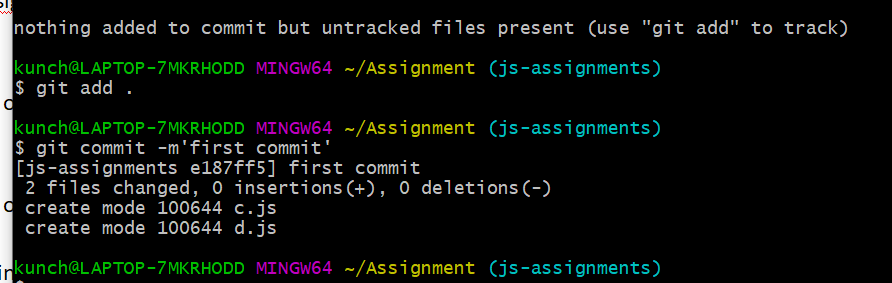 nothing added to commit but untracked files present (use "git add" to track)
kunch@LAPTOP-7MKRHODD MINGW64 ~/Assignment (js-assignments)
$ git add .
kunch@LAPTOP-7MKRHODD MINGW64 ~/Assignment (js-assignments)
$ git commit -m'first commit'
[js-assignments e187ff5] first commit
 2 files changed, 0 insertions(+), 0 deletions(-)
 create mode 100644 c.js
 create mode 100644 d.js
kunch@LAPTOP-7MKRHODD MINGW64 ~/Assignment (js-assignments)